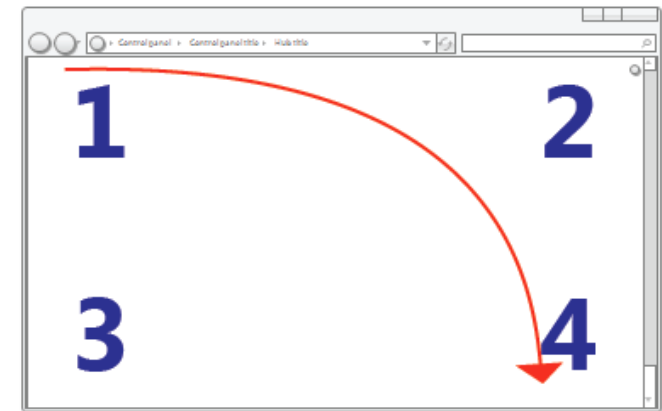 Control panel ▸ Control panel title ▸ Hub title
1 2
3 4